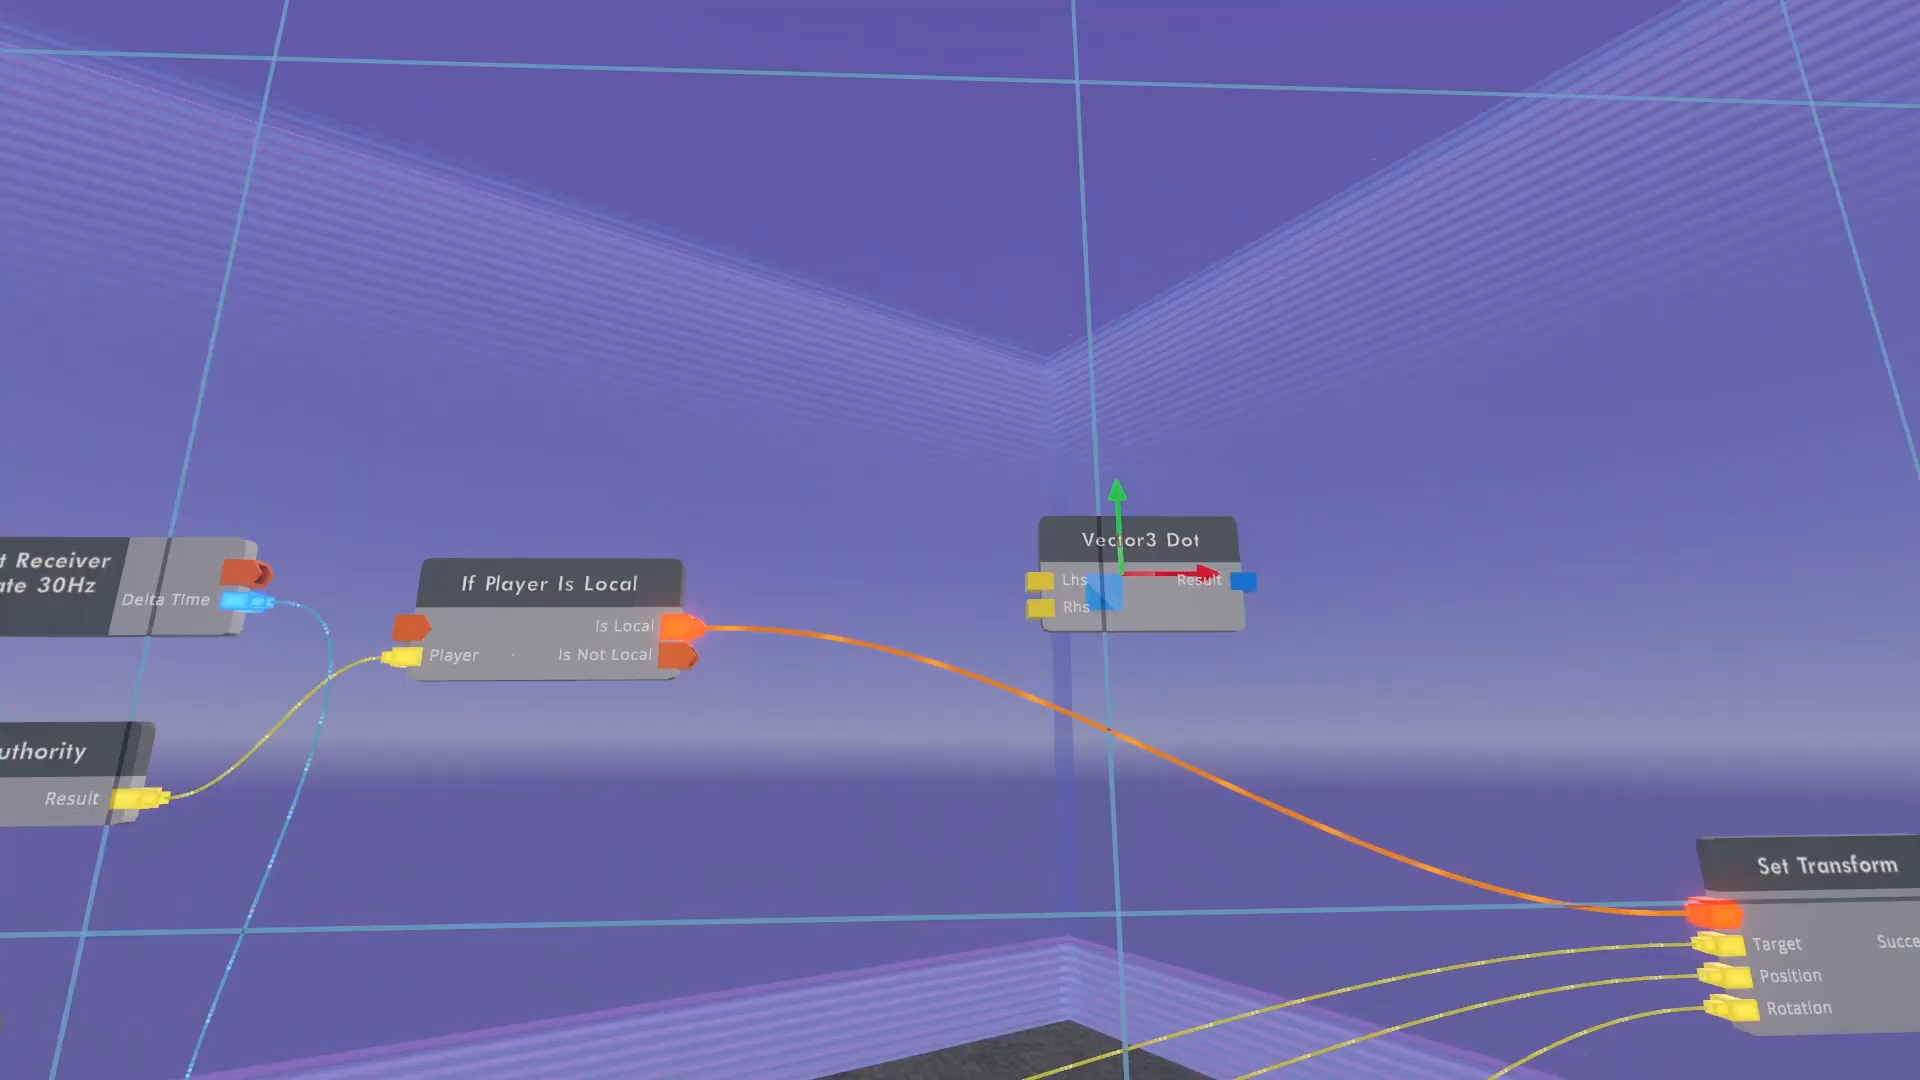 t Receiver
ate 30Hz
Delta Time
uthority
Result
If Player Is Local
Is Local
Player
Is Not Local
Vector3 Dot
Lhs
Result
Rhs
Set Transform
Target
Succe
Position
Rotation